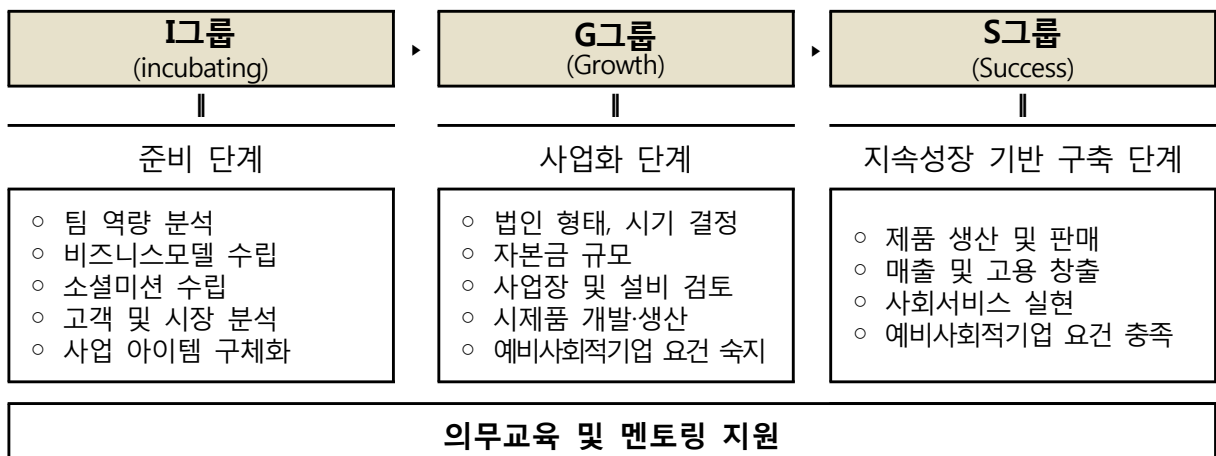 I그룹
(incubating)
▸
G그룹
(Growth)
▸
S그룹
(Success)
준비 단계
사업화 단계
지속성장 기반 구축 단계
○ 팀 역량 분석
○ 비즈니스모델 수립
○ 소셜미션 수립
○ 고객 및 시장 분석
○ 사업 아이템 구체화
○ 법인 형태, 시기 결정
○ 자본금 규모
○ 사업장 및 설비 검토
○ 시제품 개발·생산
○ 예비사회적기업 요건 숙지
○ 제품 생산 및 판매
○ 매출 및 고용 창출
○ 사회서비스 실현
○ 예비사회적기업 요건 충족
의무교육 및 멘토링 지원